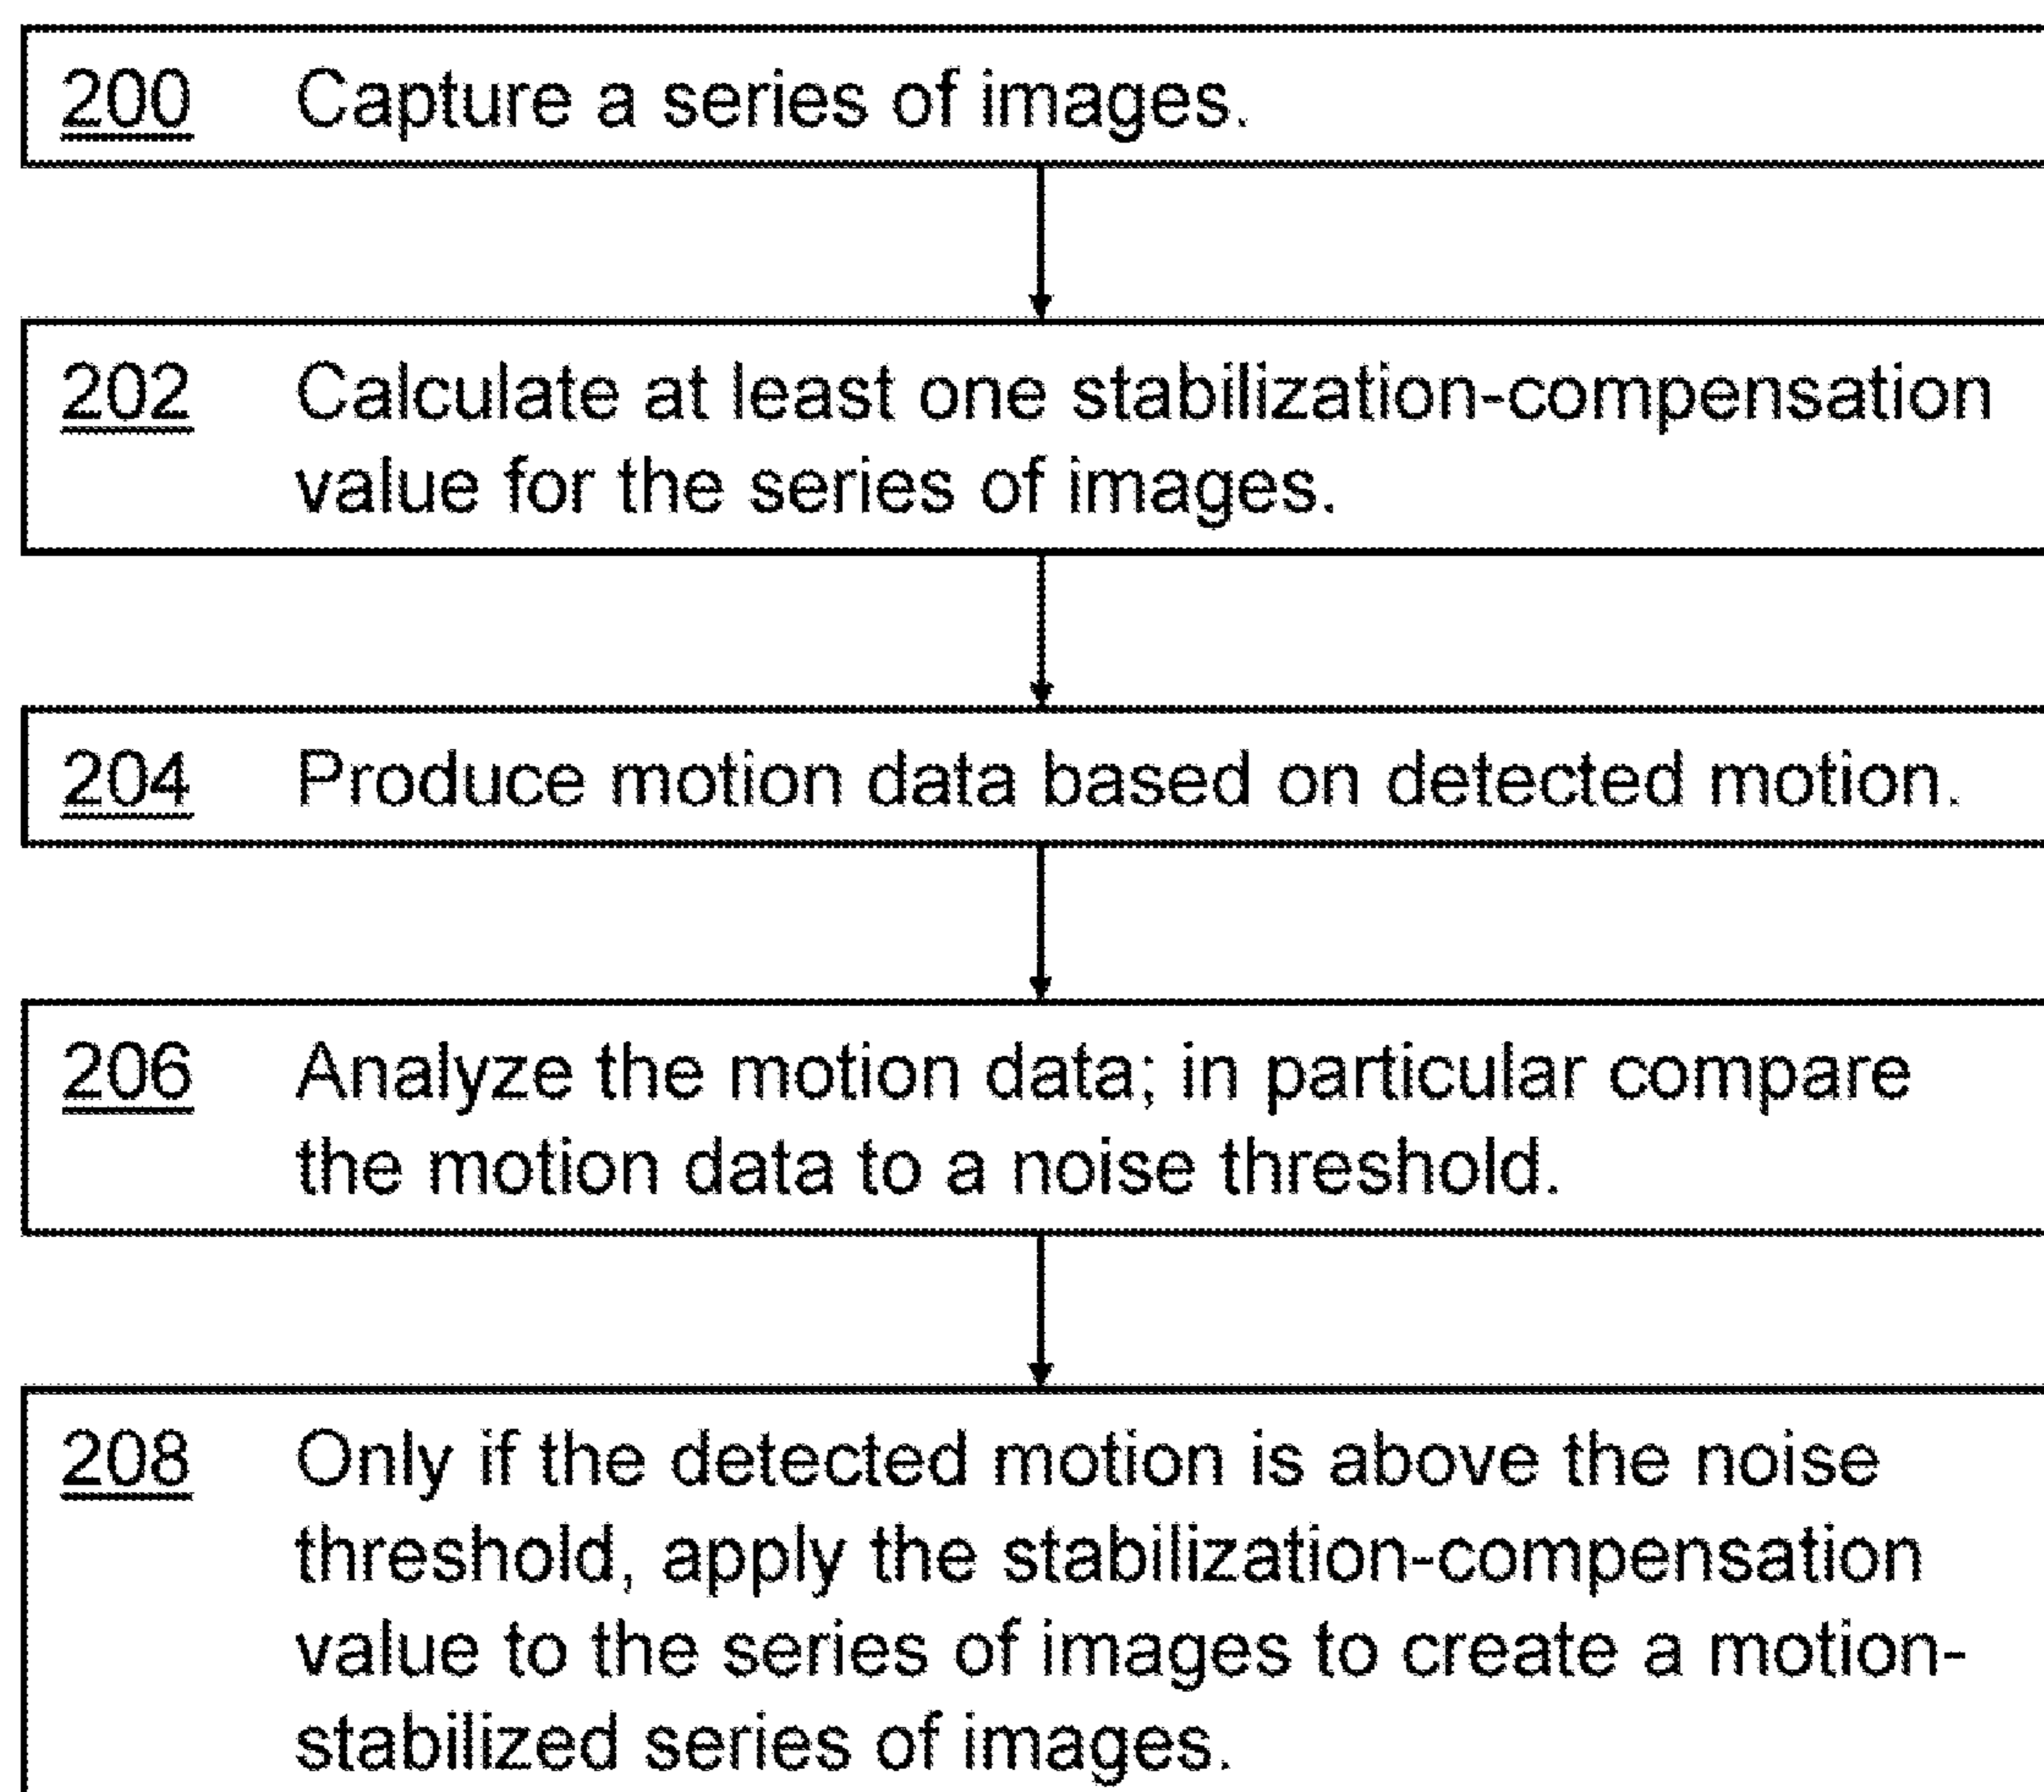 200 Capture a series of images.
202 Calculate at least one stabilization-compensation
value for the series of images.
204 Produce motion data based on detected motion.
206 Analyze the motion data; in particular compare
the motion data to a noise threshold.
208 Only if the detected motion is above the noise
threshold, apply the stabilization-compensation
value to the series of images to create a motion-
stabilized series of images.